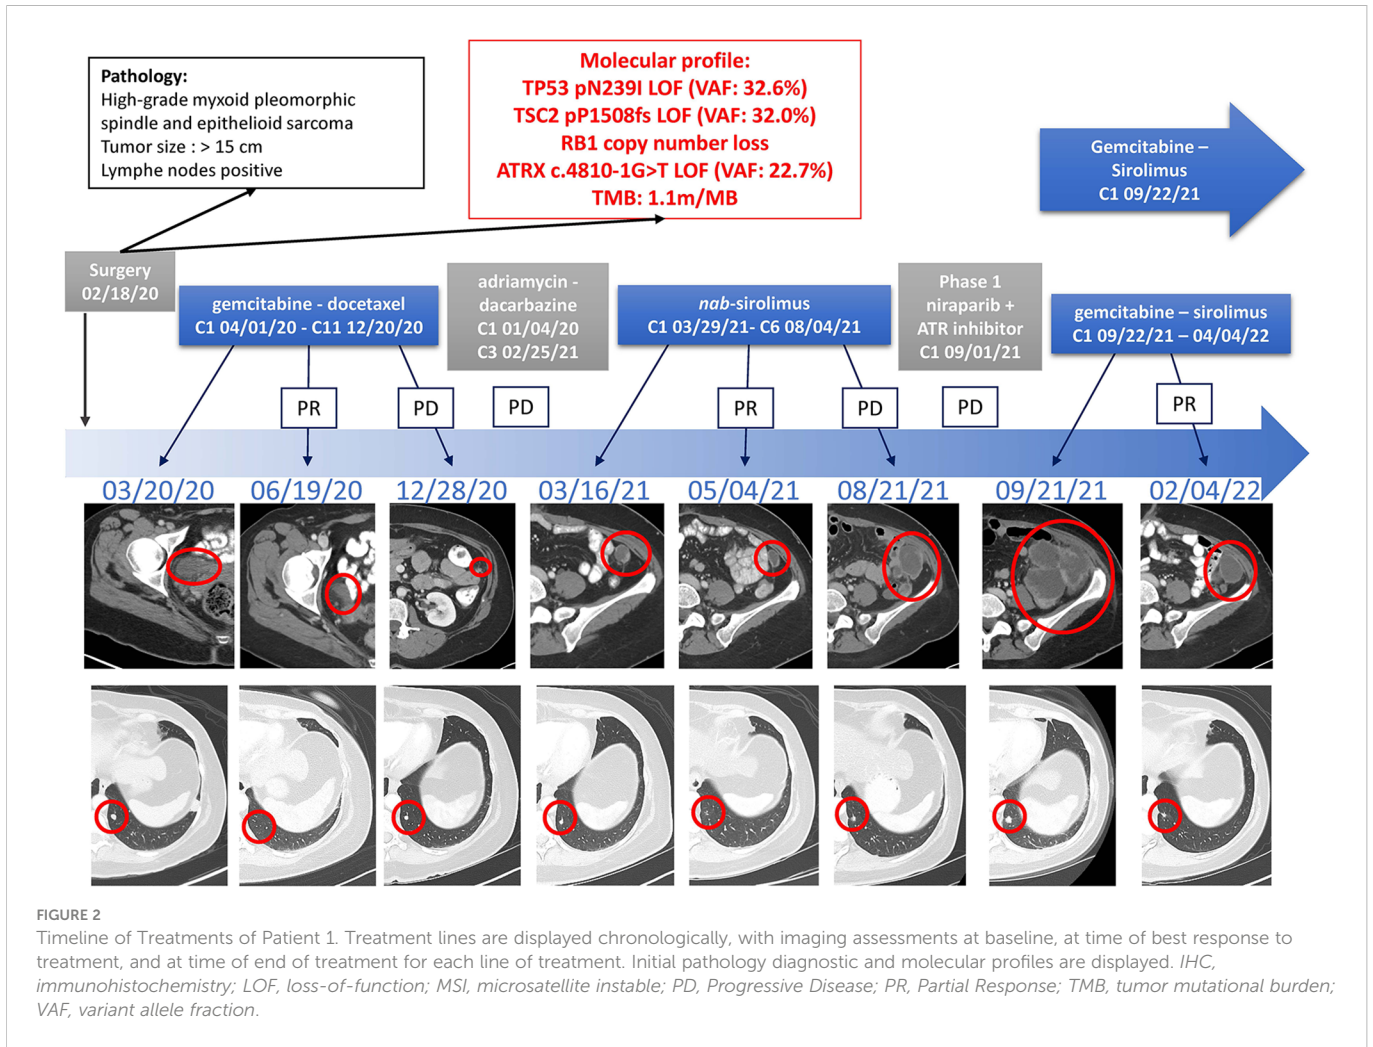 Pathology:
High-grade myxoid pleomorphic
spindle and epithelioid sarcoma
Tumor size : > 15 cm
Lymphe nodes positive
Molecular profile:
TP53 pN239I LOF (VAF: 32.6%)
TSC2 pP1508fs LOF (VAF: 32.0%)
RB1 copy number loss
ATRX c.4810-1G>T LOF (VAF: 22.7%)
TMB: 1.1m/MB
Gemcitabine –
Sirolimus
C1 09/22/21
Surgery
02/18/20
gemcitabine - docetaxel
C1 04/01/20 - C11 12/20/20
adriamycin -
dacarbazine
C1 01/04/20
C3 02/25/21
nab-sirolimus
C1 03/29/21- C6 08/04/21
Phase 1
niraparib +
ATR inhibitor
C1 09/01/21
gemcitabine – sirolimus
C1 09/22/21 – 04/04/22
PR
PD
PD
PR
PD
PD
PR
03/20/20
06/19/20
12/28/20
03/16/21
05/04/21
08/21/21
09/21/21
02/04/22
FIGURE 2
Timeline of Treatments of Patient 1. Treatment lines are displayed chronologically, with imaging assessments at baseline, at time of best response to
treatment, and at time of end of treatment for each line of treatment. Initial pathology diagnostic and molecular profiles are displayed. IHC,
immunohistochemistry; LOF, loss-of-function; MSI, microsatellite instable; PD, Progressive Disease; PR, Partial Response; TMB, tumor mutational burden;
VAF, variant allele fraction.